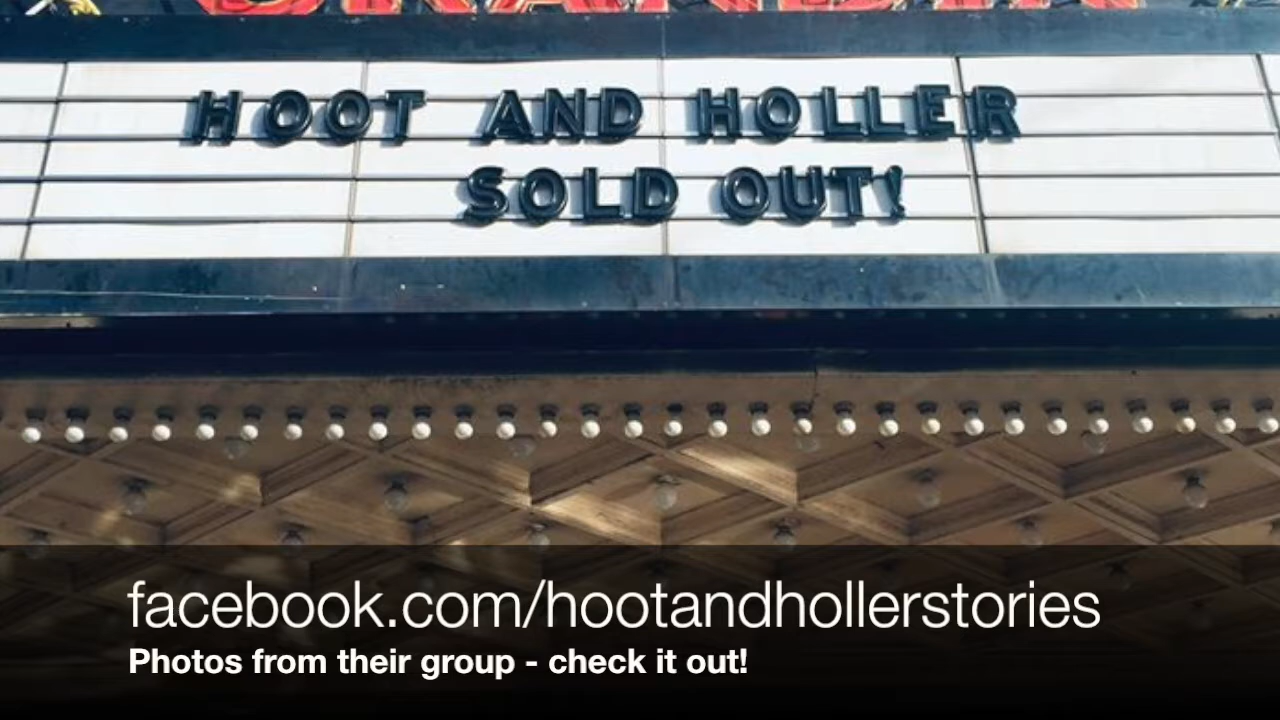 HOOT AND HOLLER
SOLD OUT!
facebook.com/hootandhollerstories
Photos from their group - check it out!